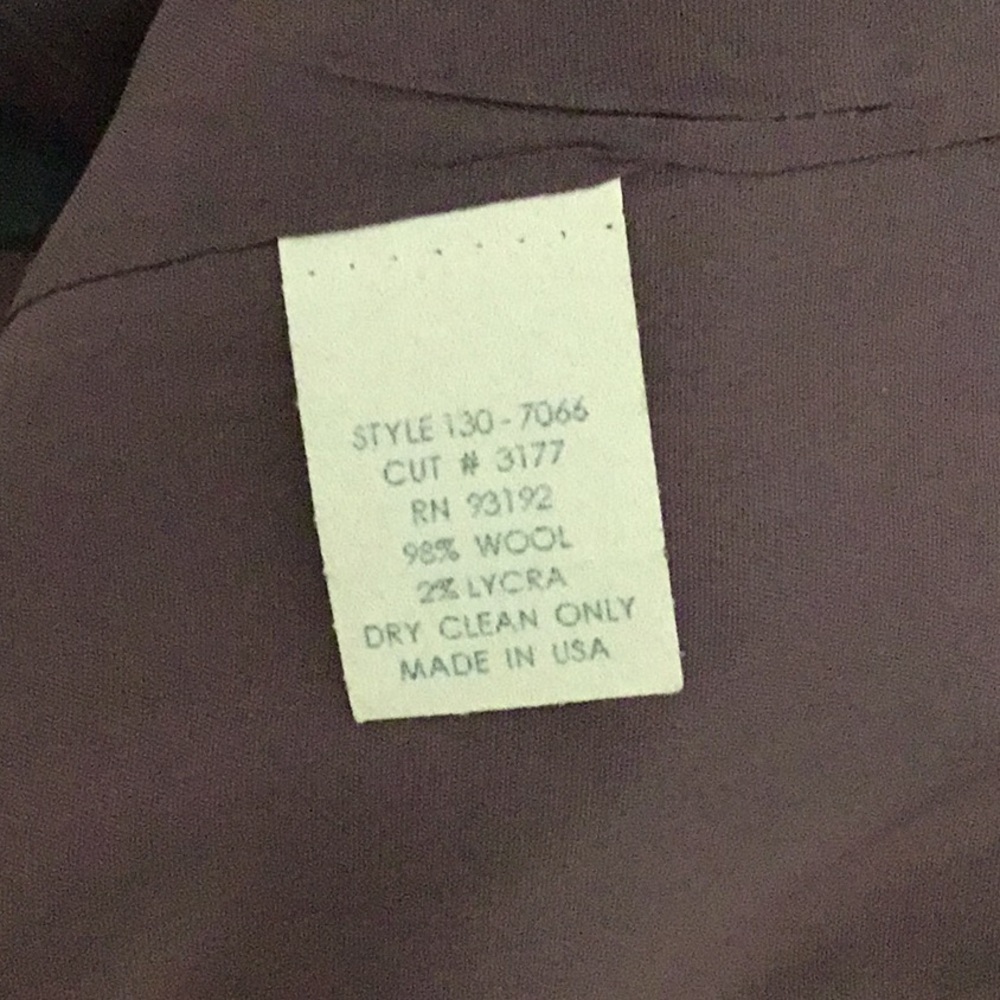 STYLE 130-7066
CUT # 3177
RN 93192
98% WOOL
2% LYCRA
DRY CLEAN ONLY
MADE IN USA